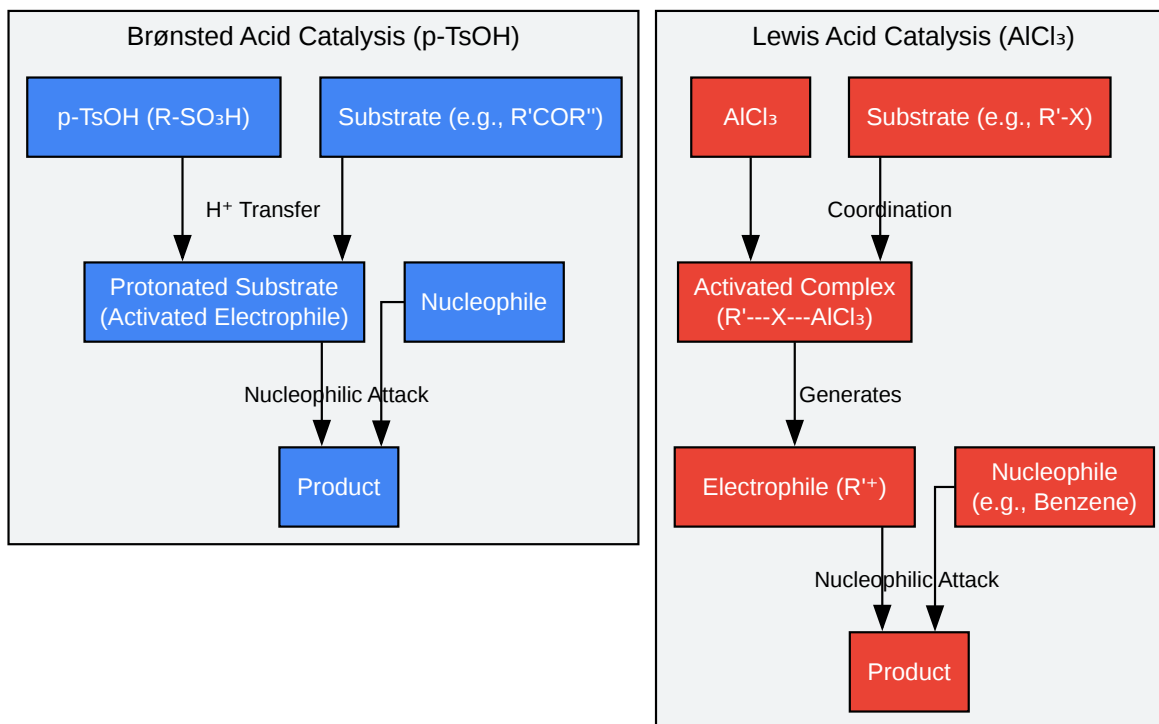 Brønsted Acid Catalysis (p-TsOH)
p-TsOH (R-SO₃H)
Substrate (e.g., R'COR")
H⁺ Transfer
Protonated Substrate
(Activated Electrophile)
Nucleophile
Nucleophilic Attack
Product
Lewis Acid Catalysis (AlCl₃)
AlCl₃
Substrate (e.g., R'-X)
Coordination
Activated Complex
(R'---X---AlCl₃)
Generates
Electrophile (R'⁺)
Nucleophile
(e.g., Benzene)
Nucleophilic Attack
Product